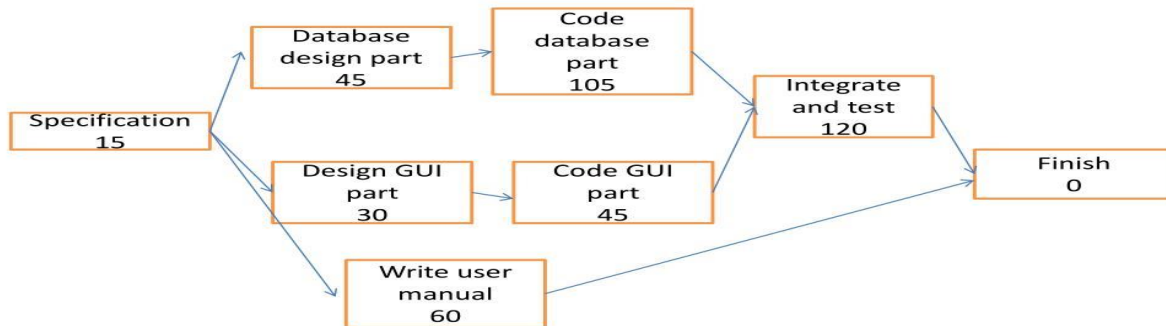 Database
design part
45
Code
database
part
105
Specification
15
Integrate
and test
120
Design GUI
part
30
Code GUI
part
45
Finish
0
Write user
manual
60